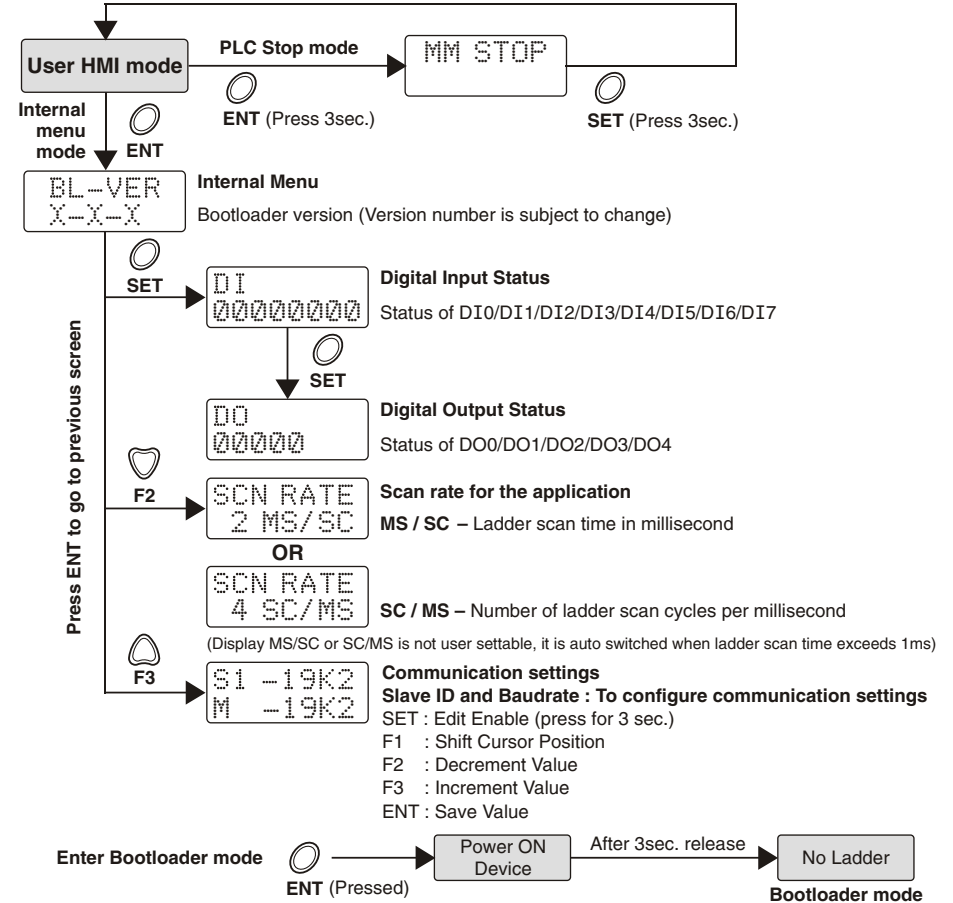 User HMI mode
PLC Stop mode
ENT (Press 3sec.)
MM STOP
SET (Press 3sec.)
Internal
menu
mode
ENT
BL-VER
X-X-X
Internal Menu
Bootloader version (Version number is subject to change)
SET
DI
00000000
Digital Input Status
Status of DI0/DI1/DI2/DI3/DI4/DI5/DI6/DI7
SET
DO
00000
Digital Output Status
Status of DO0/DO1/DO2/DO3/DO4
Press ENT to go to previous screen
F2
SCN RATE
2 MS/SC
Scan rate for the application
MS / SC – Ladder scan time in millisecond
OR
SCN RATE
4 SC/MS
SC / MS – Number of ladder scan cycles per millisecond
(Display MS/SC or SC/MS is not user settable, it is auto switched when ladder scan time exceeds 1ms)
F3
S1 -19K2
M -19K2
Communication settings
Slave ID and Baudrate : To configure communication settings
SET : Edit Enable (press for 3 sec.)
F1 : Shift Cursor Position
F2 : Decrement Value
F3 : Increment Value
ENT : Save Value
Enter Bootloader mode
ENT (Pressed)
Power ON
Device
After 3sec. release
No Ladder
Bootloader mode